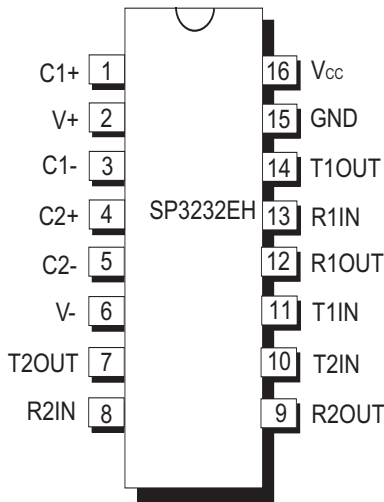 C1+ 1 16 Vcc
V+ 2 15 GND
C1- 3 14 T1OUT
C2+ 4 SP3232EH 13 R1IN
C2- 5 12 R1OUT
V- 6 11 T1IN
T2OUT 7 10 T2IN
R2IN 8 9 R2OUT